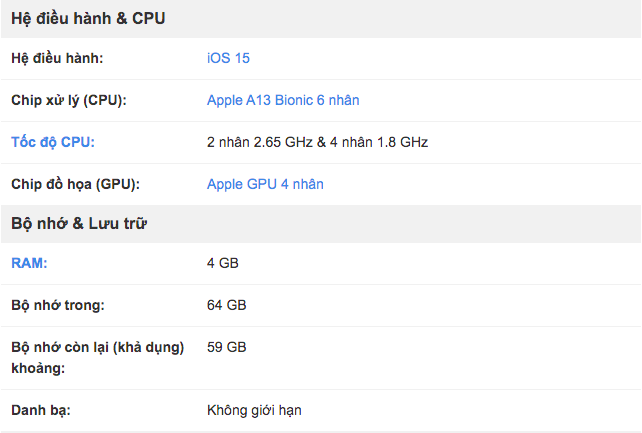 Hệ điều hành & CPU
Hệ điều hành: iOS 15
Chip xử lý (CPU): Apple A13 Bionic 6 nhân
Tốc độ CPU: 2 nhân 2.65 GHz & 4 nhân 1.8 GHz
Chip đồ họa (GPU): Apple GPU 4 nhân
Bộ nhớ & Lưu trữ
RAM: 4 GB
Bộ nhớ trong: 64 GB
Bộ nhớ còn lại (khả dụng) 59 GB
khoảng:
Danh bạ: Không giới hạn